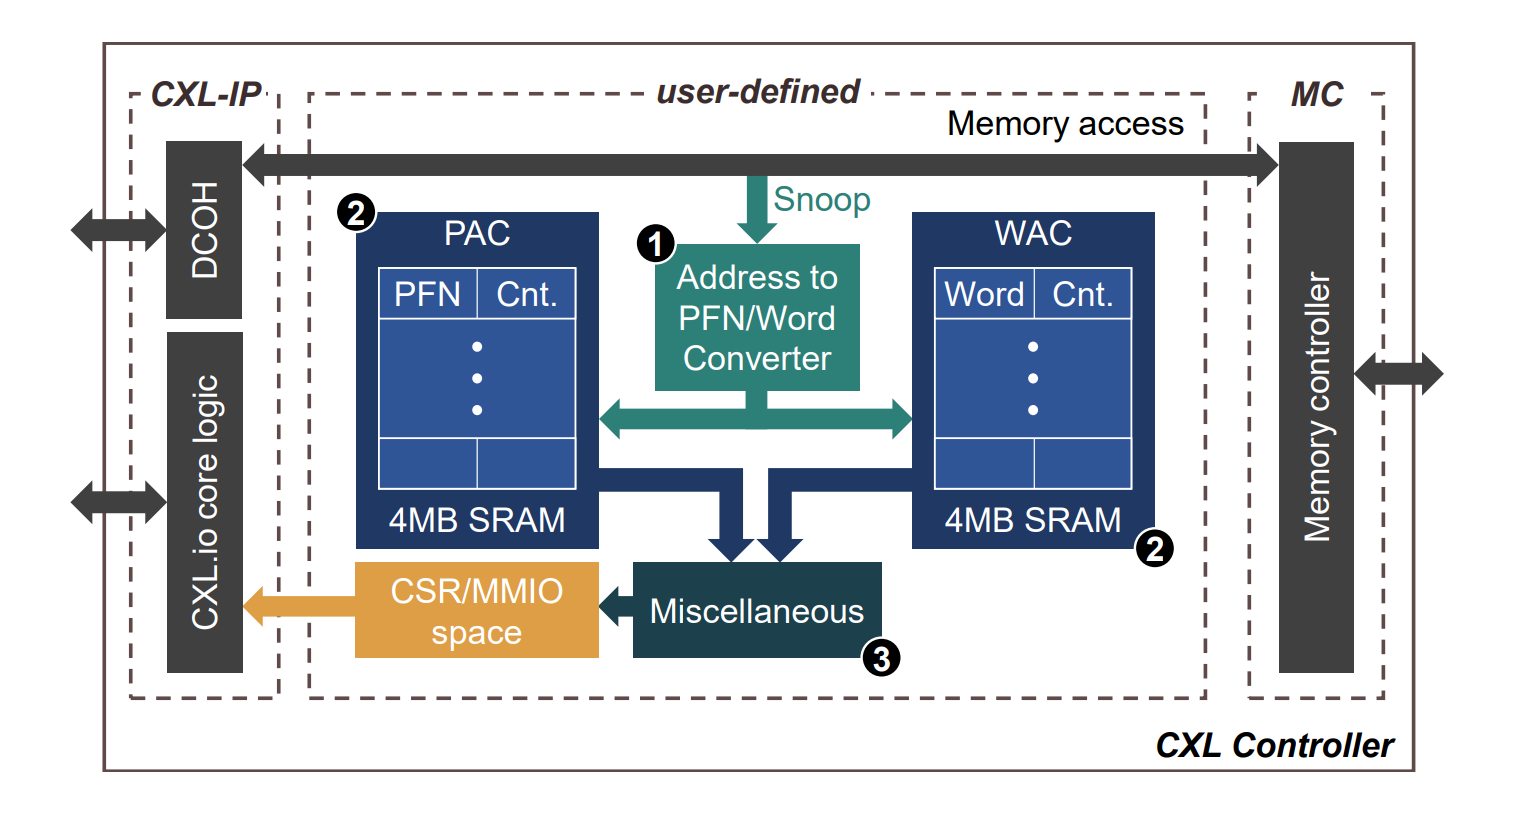 CXL-IP
user-defined
MC
Memory access
DCOH
Snoop
2
PAC
1
WAC
Address to
PFN/Word
Converter
PFN Cnt.
Word Cnt.
CXL.io core logic
Memory controller
4MB SRAM
4MB SRAM
2
CSR/MMIO
space
Miscellaneous
3
CXL Controller